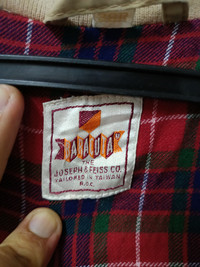 THE
JOSEPH & FEISS CO.
TAILORED IN TAIWAN
R.O.C.